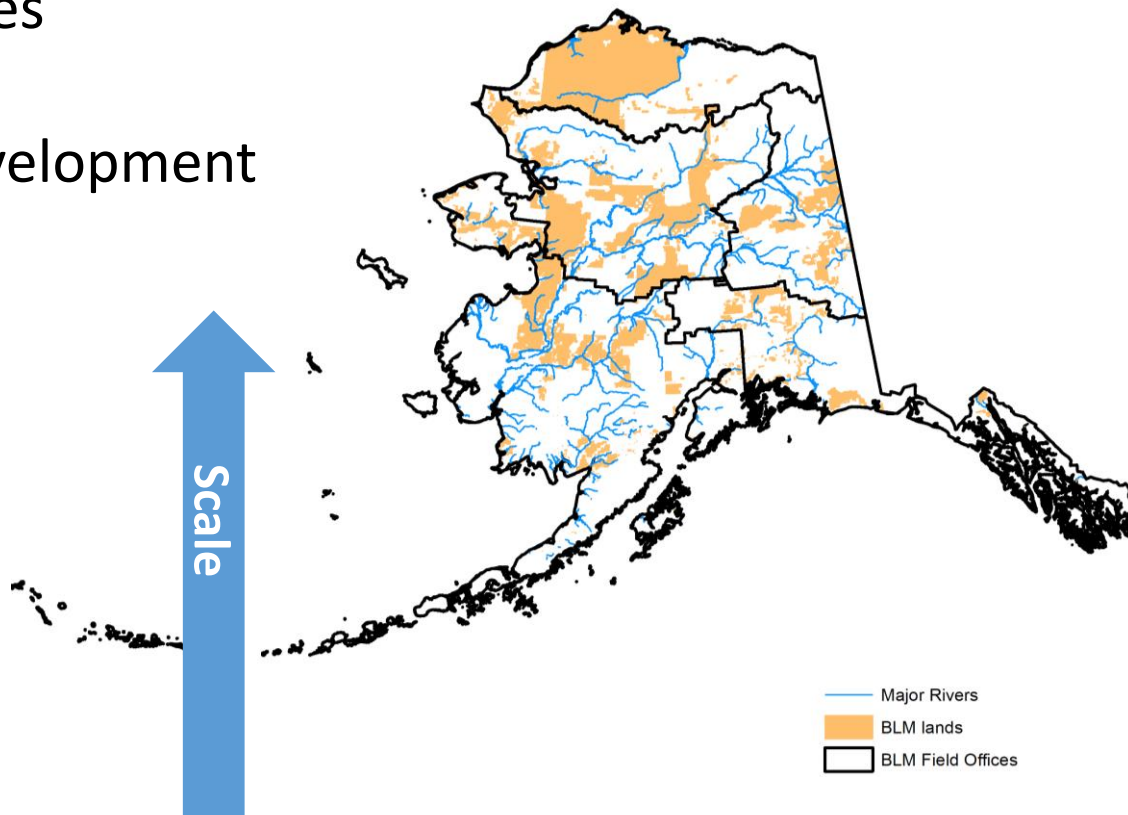 es
velopment
Scale
Major Rivers
BLM lands
BLM Field Offices